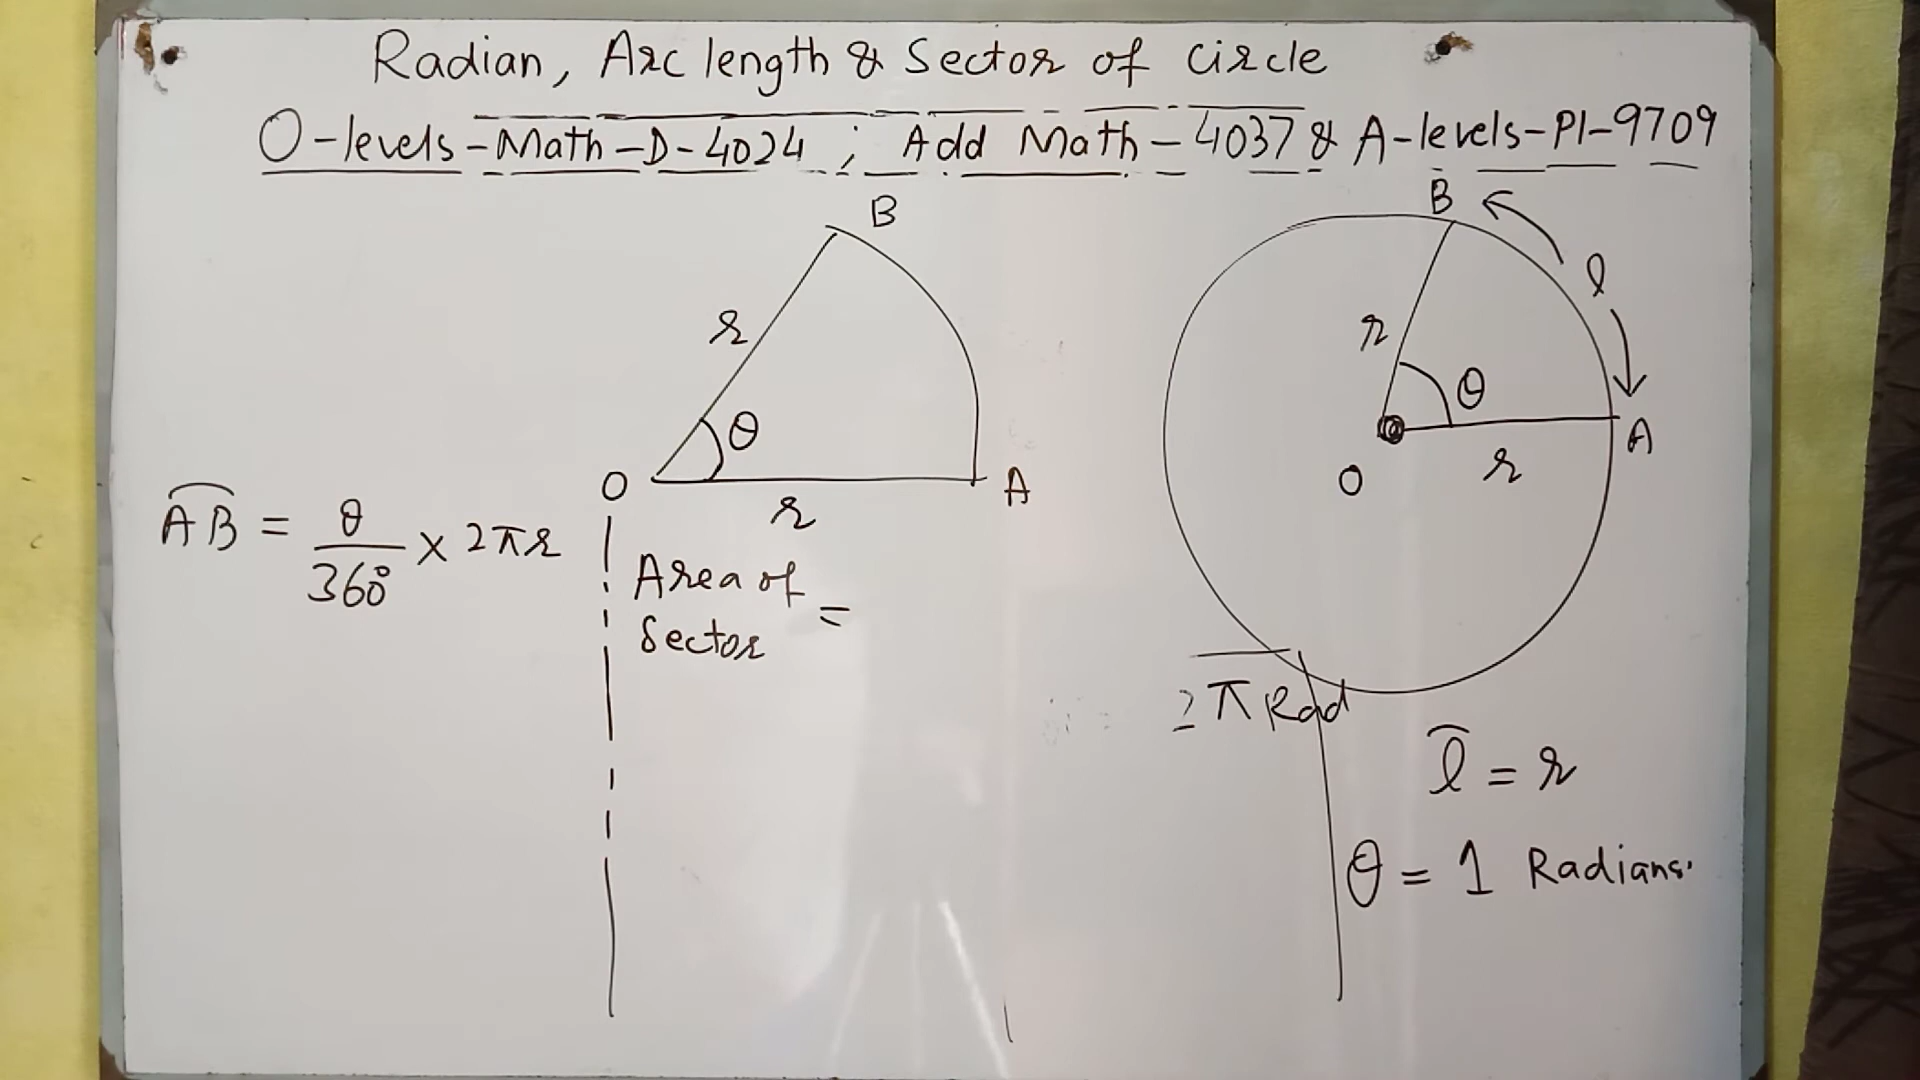 Radian, Arc length & Sector of Circle
O-levels-Math-D-4024 ; Add Math-4037 & A-levels-P1-9709
B
r
θ
O
r
A
AB = θ/360° × 2πr
Area of
Sector =
B
l
r
θ
A
O
r
2π Rad
l = r
θ = 1 Radians.